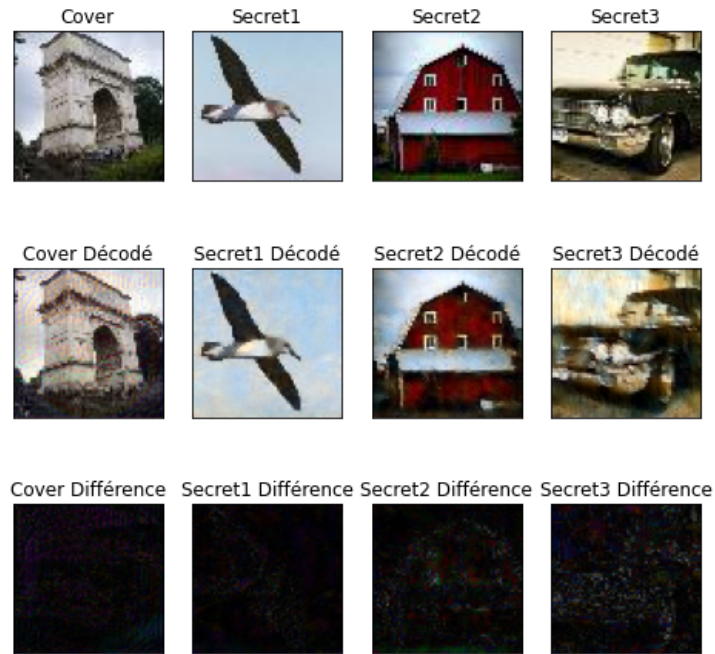 Cover Secret1 Secret2 Secret3
Cover Décodé Secret1 Décodé Secret2 Décodé Secret3 Décodé
Cover Différence Secret1 Différence Secret2 Différence Secret3 Différence